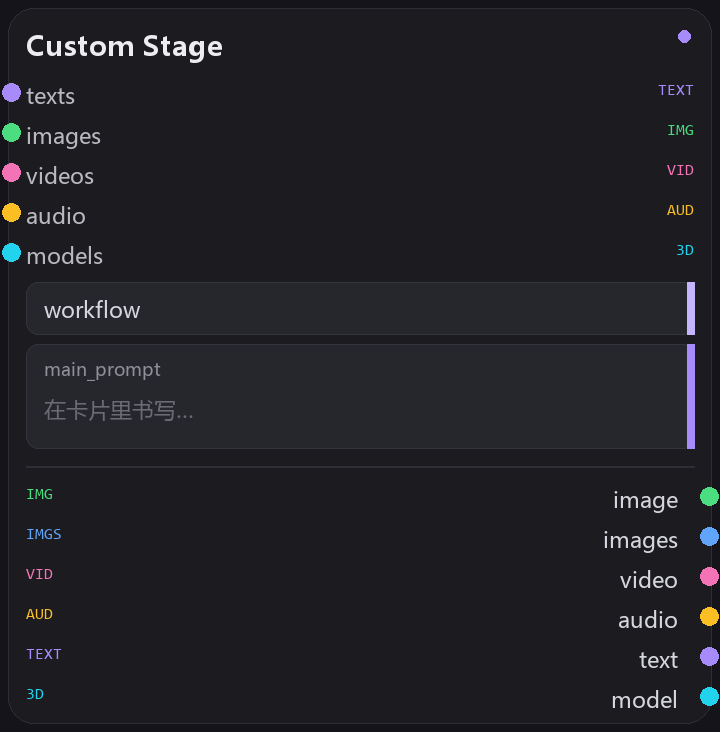 Custom Stage
texts TEXT
images IMG
videos VID
audio AUD
models 3D
workflow
main_prompt
在卡片里书写...
IMG image
IMGS images
VID video
AUD audio
TEXT text
3D model